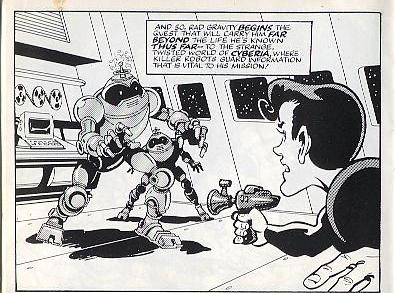 AND SO, RAD GRAVITY BEGINS THE
QUEST THAT WILL CARRY HIM FAR
BEYOND THE LIFE HE'S KNOWN
THUS FAR-- TO THE STRANGE,
TWISTED WORLD OF CYBERIA, WHERE
KILLER ROBOTS GUARD INFORMATION
THAT IS VITAL TO HIS MISSION!